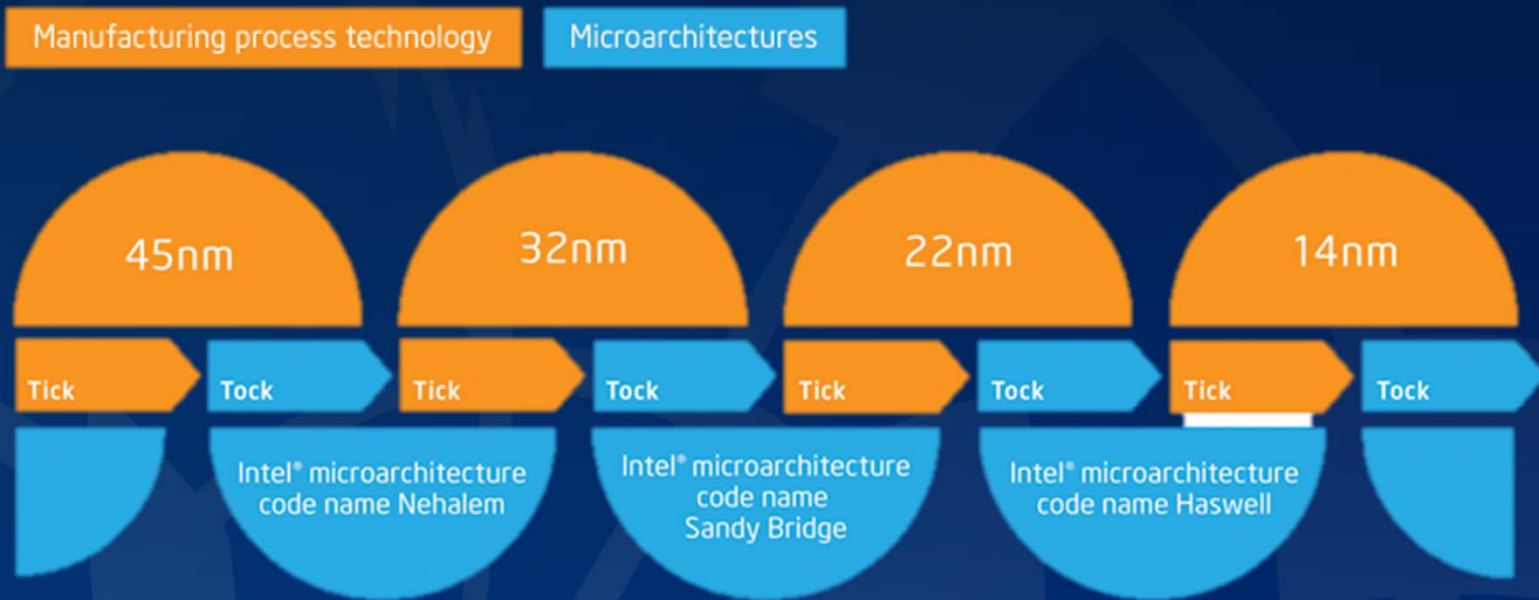 Manufacturing process technology
Microarchitectures
45nm
32nm
22nm
14nm
Tick
Tock
Tick
Tock
Tick
Tock
Tick
Tock
Intel® microarchitecture
code name Nehalem
Intel® microarchitecture
code name
Sandy Bridge
Intel® microarchitecture
code name Haswell